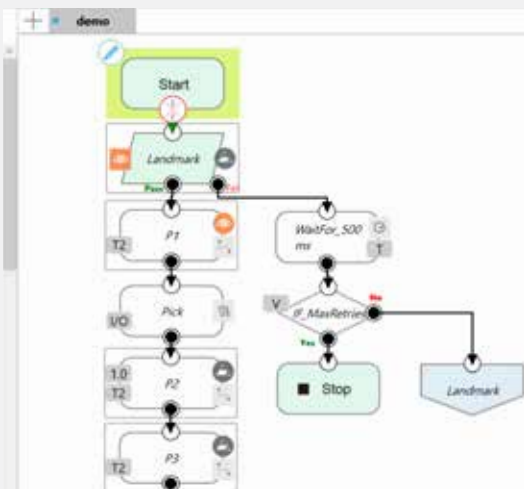 demo
Start
Landmark
Pass
Fail
P1
T2
WaitFor_500
ms
T
Pick
I/O
V
IF_MaxRetries
No
Yes
1.0
T2
P2
Stop
Landmark
T2
P3